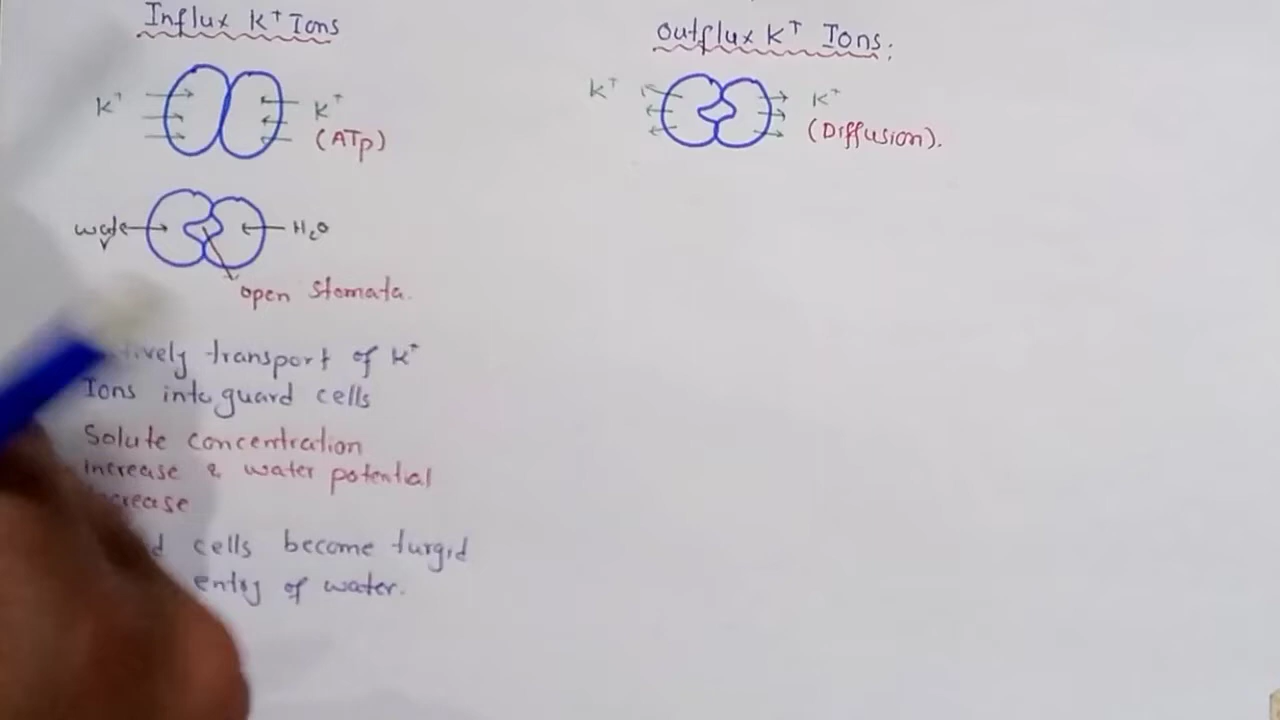 Influx K⁺ Ions
K⁺
K⁺
(ATp)
H₂O
open stomata.
transport of K⁺
Ions into guard cells
Solute concentration
increase & water potential
cells become turgid
entry of water.
outflux K⁺ Ions:
K⁺
K⁺
(Diffusion).